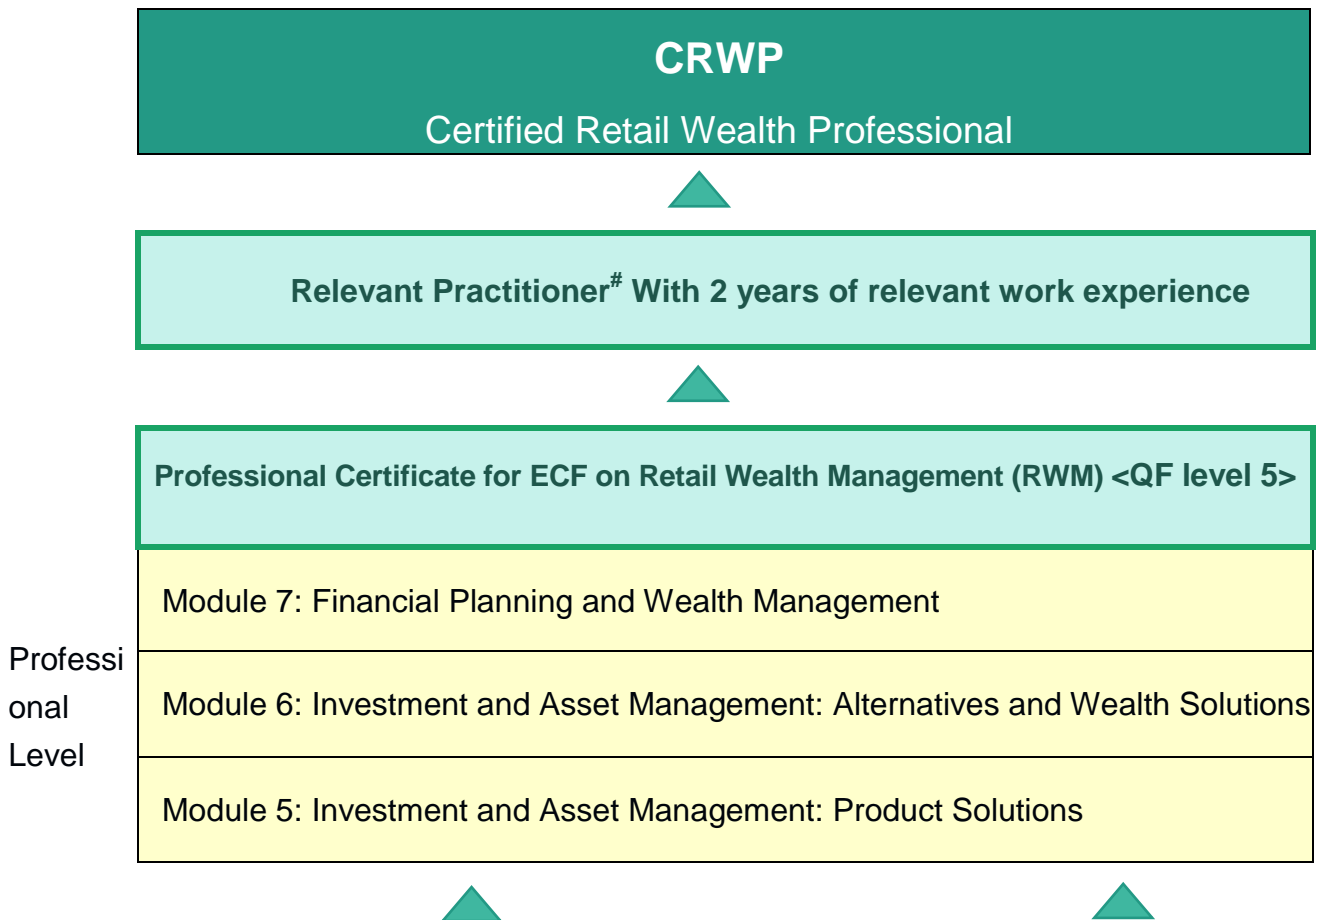 CRWP
Certified Retail Wealth Professional
Relevant Practitioner# With 2 years of relevant work experience
Professional Certificate for ECF on Retail Wealth Management (RWM) <QF level 5>
Module 7: Financial Planning and Wealth Management
Professi
onal
Level
Module 6: Investment and Asset Management: Alternatives and Wealth Solutions
Module 5: Investment and Asset Management: Product Solutions